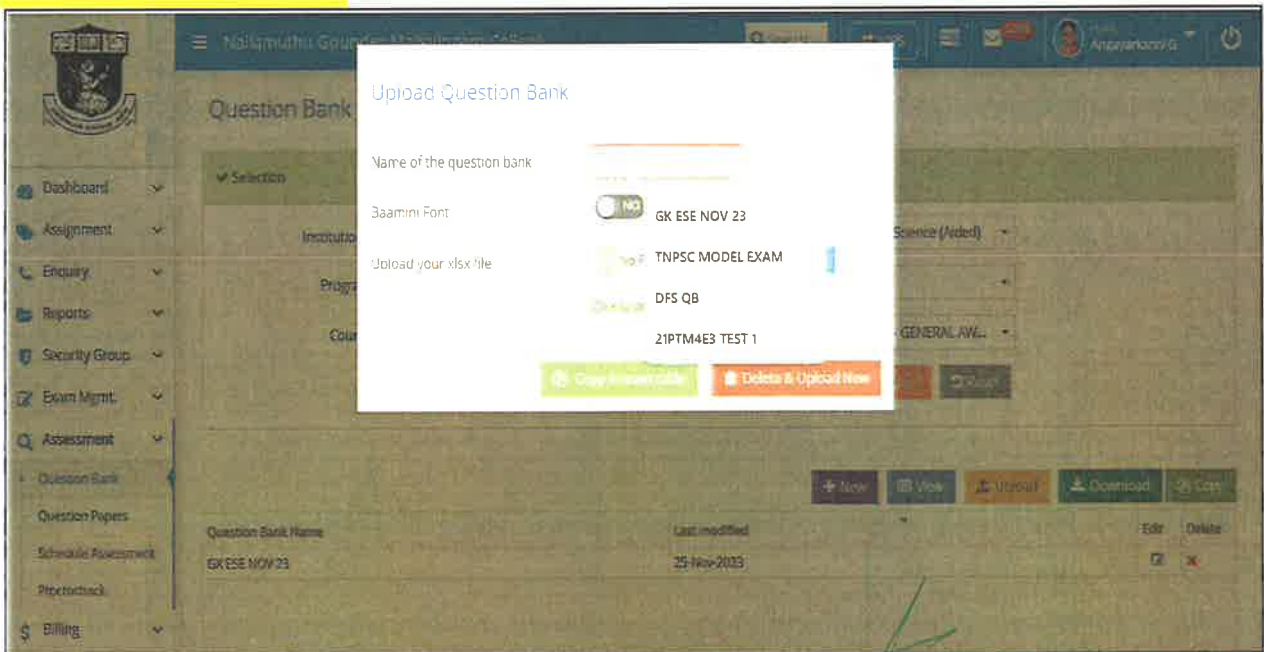 Nallamuthu Gounder Mahalingam College
Question Bank
Upload Question Bank
Name of the question bank
Selection
Baamini Font
NO
GK ESE NOV 23
Science (Aided)
Upload your xlsx file
TNPSC MODEL EXAM
DFS QB
21PTM4E3 TEST 1
GENERAL AW...
Delete & Upload New
Reset
Dashboard
Assignment
Enquiry
Reports
Security Group
Exam Mgmt.
Assessment
Question Bank
Question Papers
Schedule Assessment
Proctortrack
Billing
New View Upload Download Copy
Question Bank Name Last modified Edit Delete
GK ESE NOV 23 25-Nov-2023